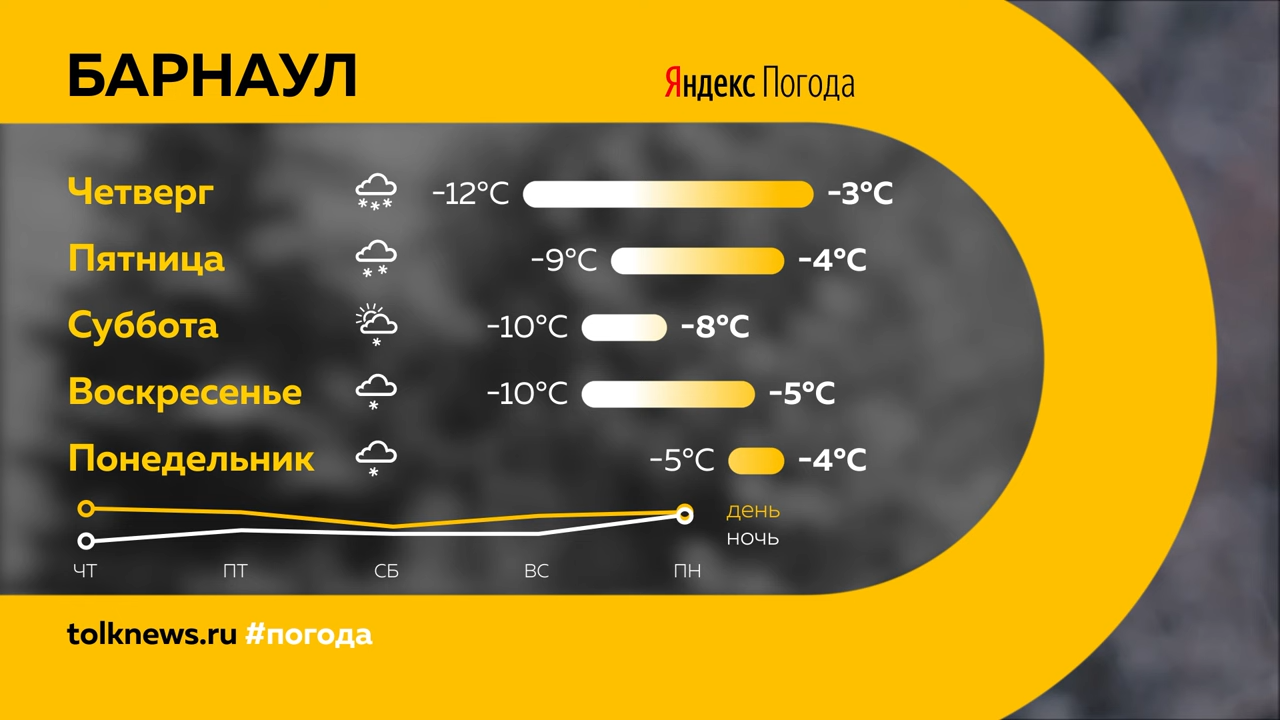 БАРНАУЛ
Яндекс Погода
Четверг -12°C -3°C
Пятница -9°C -4°C
Суббота -10°C -8°C
Воскресенье -10°C -5°C
Понедельник -5°C -4°C
день
ночь
ЧТ ПТ СБ ВС ПН
tolknews.ru #погода